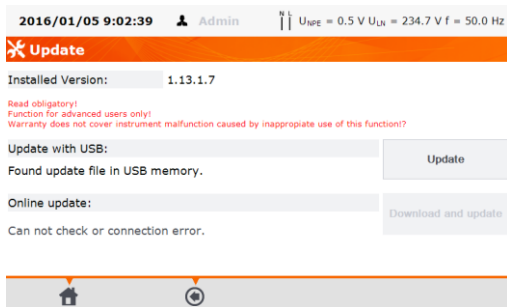 2016/01/05 9:02:39 Admin N L UNPE = 0.5 V ULN = 234.7 V f = 50.0 Hz
Update
Installed Version: 1.13.1.7
Read obligatory!
Function for advanced users only!
Warranty does not cover instrument malfunction caused by inappropiate use of this function!?
Update with USB:
Update
Found update file in USB memory.
Online update:
Download and update
Can not check or connection error.